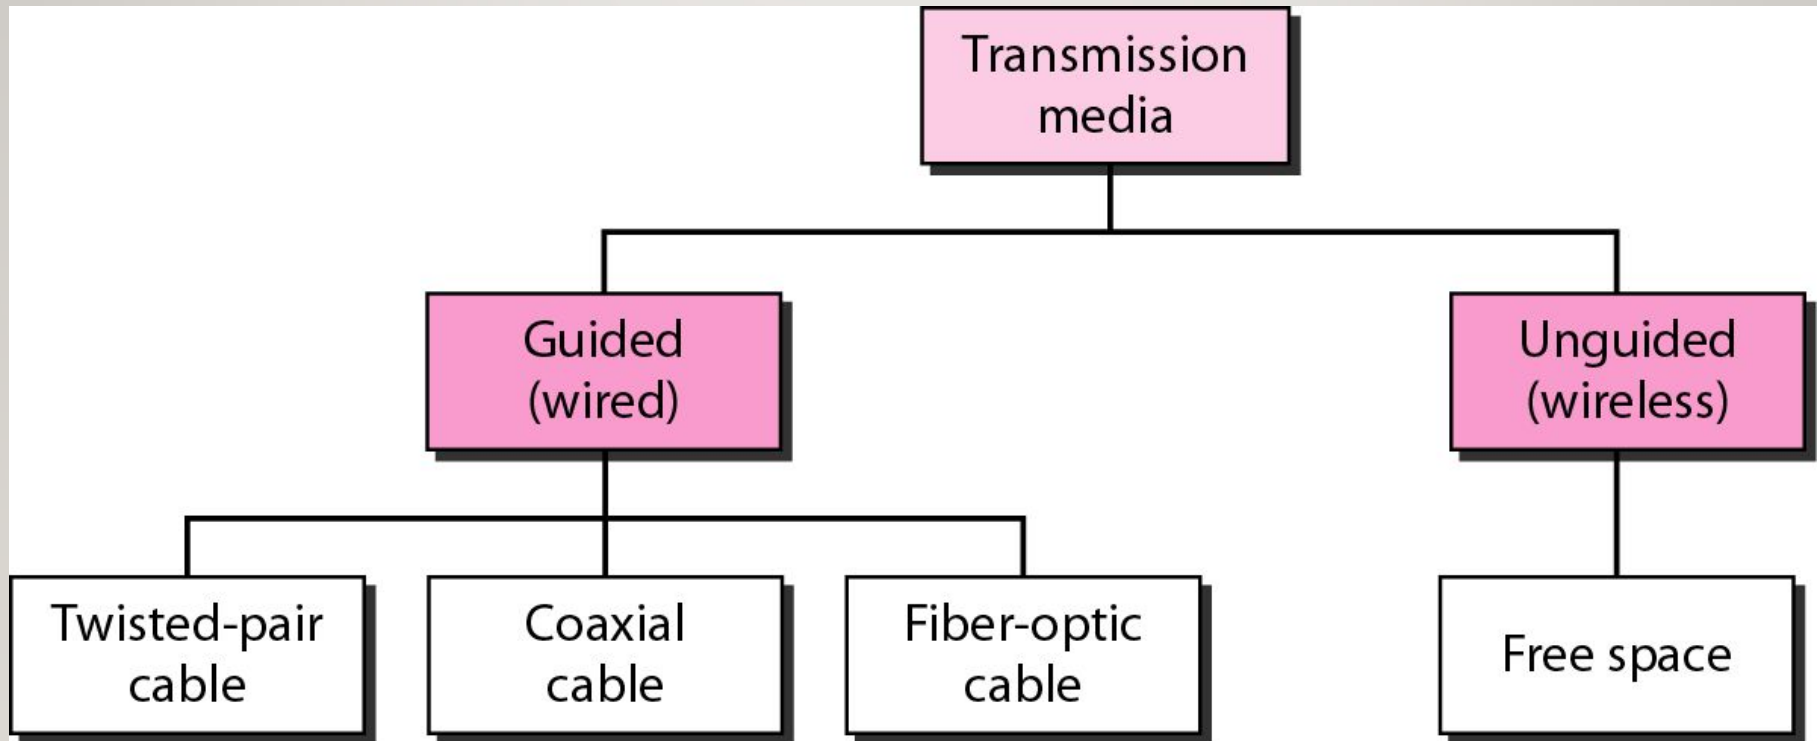 Transmission
media
Guided
(wired)
Unguided
(wireless)
Twisted-pair
cable
Coaxial
cable
Fiber-optic
cable
Free space